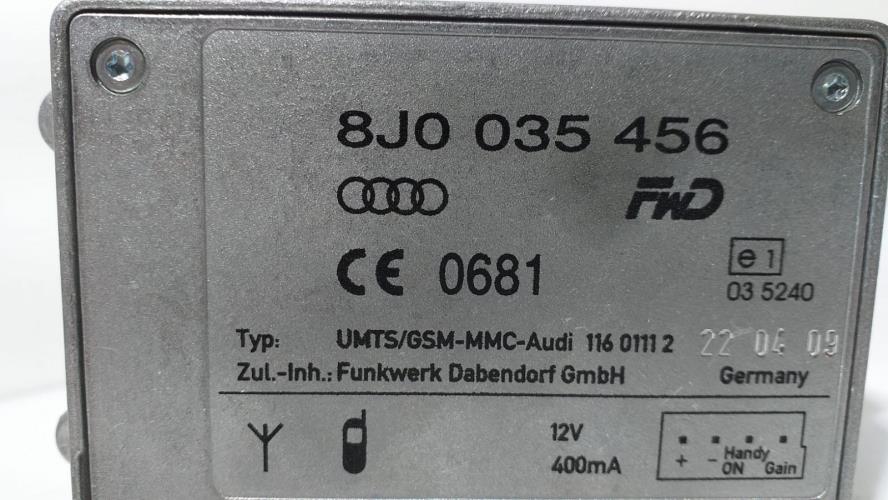 8J0 035 456
FWD
CE 0681
e 1
03 5240
Typ: UMTS/GSM-MMC-Audi 116 0111 2 22 04 09
Zul.-Inh.: Funkwerk Dabendorf GmbH Germany
12V
400mA
+ - Handy ON Gain